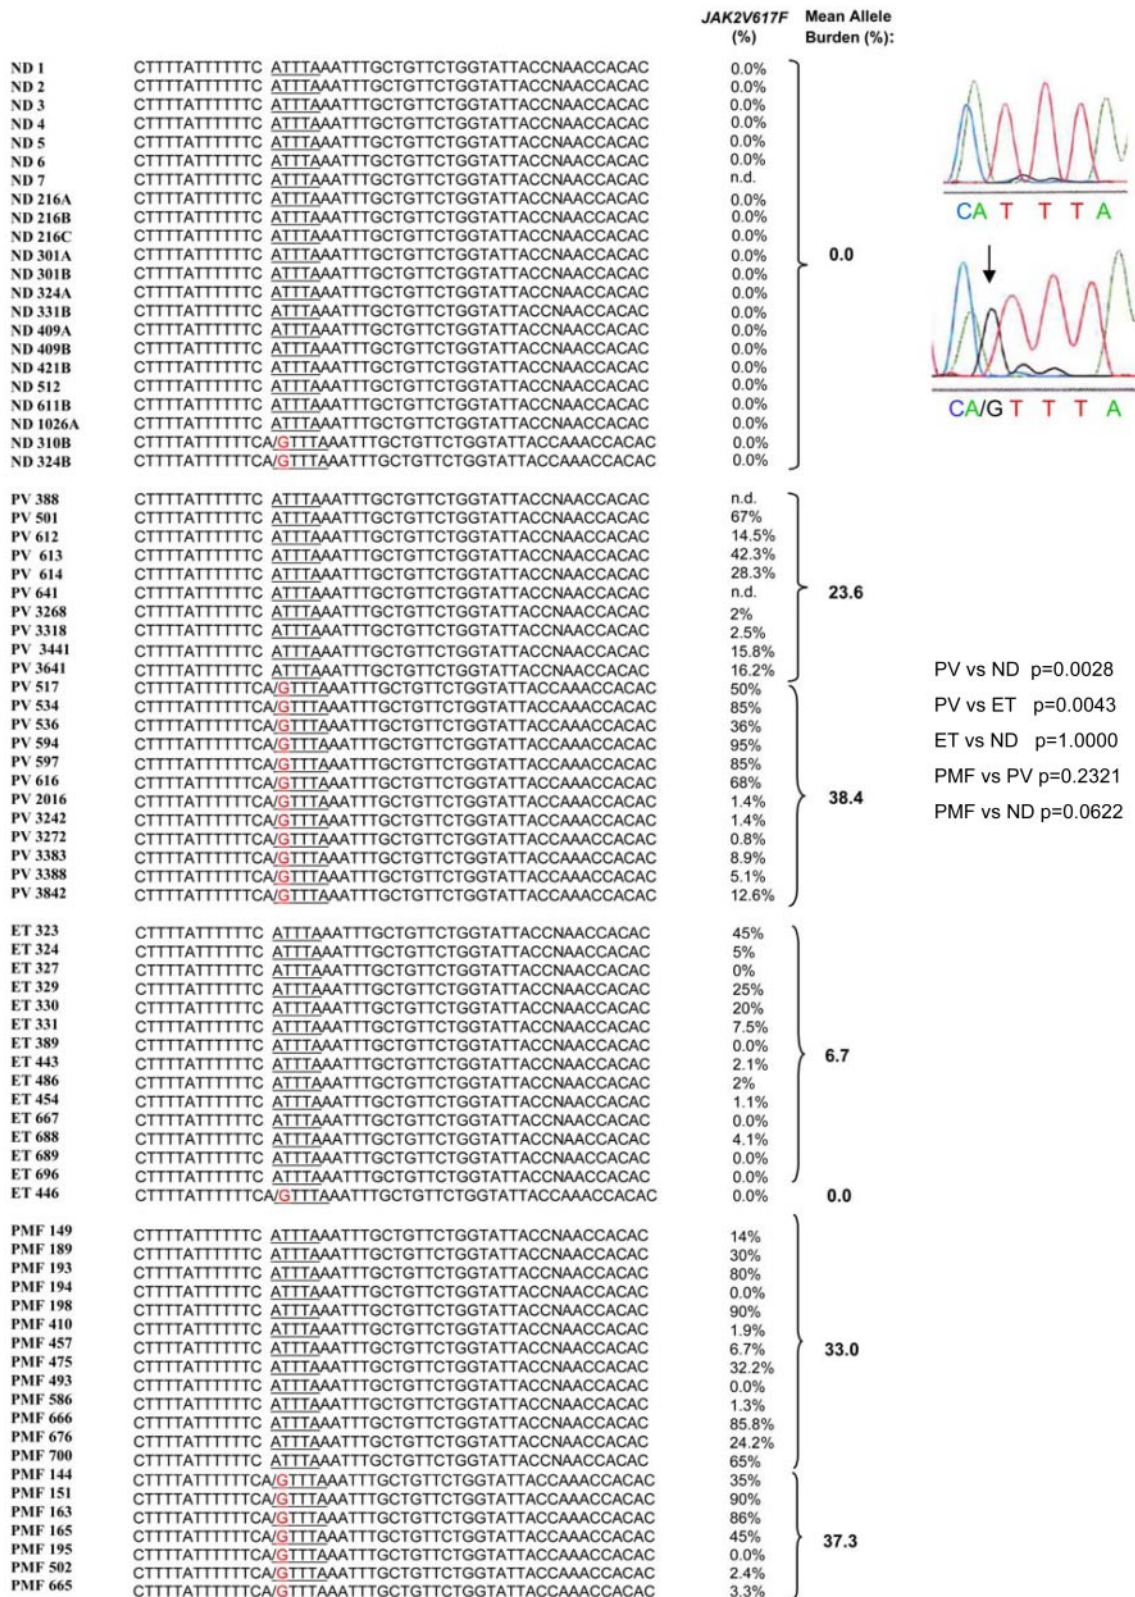 JAK2V617F Mean Allele
(%) Burden (%):
ND 1 CTTTTATTTTTTC ATTTAAATTTGCTGTTCTGGTATTACCNAACCACAC 0.0%
ND 2 CTTTTATTTTTTC ATTTAAATTTGCTGTTCTGGTATTACCNAACCACAC 0.0%
ND 3 CTTTTATTTTTTC ATTTAAATTTGCTGTTCTGGTATTACCNAACCACAC 0.0%
ND 4 CTTTTATTTTTTC ATTTAAATTTGCTGTTCTGGTATTACCNAACCACAC 0.0%
ND 5 CTTTTATTTTTTC ATTTAAATTTGCTGTTCTGGTATTACCNAACCACAC 0.0%
ND 6 CTTTTATTTTTTC ATTTAAATTTGCTGTTCTGGTATTACCNAACCACAC 0.0%
ND 7 CTTTTATTTTTTC ATTTAAATTTGCTGTTCTGGTATTACCNAACCACAC n.d.
ND 216A CTTTTATTTTTTC ATTTAAATTTGCTGTTCTGGTATTACCNAACCACAC 0.0%
ND 216B CTTTTATTTTTTC ATTTAAATTTGCTGTTCTGGTATTACCNAACCACAC 0.0%
ND 216C CTTTTATTTTTTC ATTTAAATTTGCTGTTCTGGTATTACCNAACCACAC 0.0%
ND 301A CTTTTATTTTTTC ATTTAAATTTGCTGTTCTGGTATTACCNAACCACAC 0.0%
0.0
ND 301B CTTTTATTTTTTC ATTTAAATTTGCTGTTCTGGTATTACCNAACCACAC 0.0%
ND 324A CTTTTATTTTTTC ATTTAAATTTGCTGTTCTGGTATTACCNAACCACAC 0.0%
ND 331B CTTTTATTTTTTC ATTTAAATTTGCTGTTCTGGTATTACCNAACCACAC 0.0%
ND 409A CTTTTATTTTTTC ATTTAAATTTGCTGTTCTGGTATTACCNAACCACAC 0.0%
ND 409B CTTTTATTTTTTC ATTTAAATTTGCTGTTCTGGTATTACCNAACCACAC 0.0%
ND 421B CTTTTATTTTTTC ATTTAAATTTGCTGTTCTGGTATTACCNAACCACAC 0.0%
ND 512 CTTTTATTTTTTC ATTTAAATTTGCTGTTCTGGTATTACCNAACCACAC 0.0%
ND 611B CTTTTATTTTTTC ATTTAAATTTGCTGTTCTGGTATTACCNAACCACAC 0.0%
ND 1026A CTTTTATTTTTTC ATTTAAATTTGCTGTTCTGGTATTACCNAACCACAC 0.0%
ND 310B CTTTTATTTTTTCA/GTTTAAATTTGCTGTTCTGGTATTACCAAACCACAC 0.0%
ND 324B CTTTTATTTTTTCA/GTTTAAATTTGCTGTTCTGGTATTACCAAACCACAC 0.0%
CA T T T A
CA/G T T T A
PV 388 CTTTTATTTTTTC ATTTAAATTTGCTGTTCTGGTATTACCNAACCACAC n.d.
PV 501 CTTTTATTTTTTC ATTTAAATTTGCTGTTCTGGTATTACCNAACCACAC 67%
PV 612 CTTTTATTTTTTC ATTTAAATTTGCTGTTCTGGTATTACCNAACCACAC 14.5%
PV 613 CTTTTATTTTTTC ATTTAAATTTGCTGTTCTGGTATTACCNAACCACAC 42.3%
PV 614 CTTTTATTTTTTC ATTTAAATTTGCTGTTCTGGTATTACCNAACCACAC 28.3%
PV 641 CTTTTATTTTTTC ATTTAAATTTGCTGTTCTGGTATTACCNAACCACAC n.d. 23.6
PV 3268 CTTTTATTTTTTC ATTTAAATTTGCTGTTCTGGTATTACCNAACCACAC 2%
PV 3318 CTTTTATTTTTTC ATTTAAATTTGCTGTTCTGGTATTACCNAACCACAC 2.5%
PV 3441 CTTTTATTTTTTC ATTTAAATTTGCTGTTCTGGTATTACCNAACCACAC 15.8%
PV 3641 CTTTTATTTTTTC ATTTAAATTTGCTGTTCTGGTATTACCNAACCACAC 16.2%
PV 517 CTTTTATTTTTTCA/GTTTAAATTTGCTGTTCTGGTATTACCAAACCACAC 50%
PV 534 CTTTTATTTTTTCA/GTTTAAATTTGCTGTTCTGGTATTACCAAACCACAC 85%
PV 536 CTTTTATTTTTTCA/GTTTAAATTTGCTGTTCTGGTATTACCAAACCACAC 36%
PV 594 CTTTTATTTTTTCA/GTTTAAATTTGCTGTTCTGGTATTACCAAACCACAC 95%
PV 597 CTTTTATTTTTTCA/GTTTAAATTTGCTGTTCTGGTATTACCAAACCACAC 85%
PV 616 CTTTTATTTTTTCA/GTTTAAATTTGCTGTTCTGGTATTACCAAACCACAC 68%
PV 2016 CTTTTATTTTTTCA/GTTTAAATTTGCTGTTCTGGTATTACCAAACCACAC 1.4% 38.4
PV 3242 CTTTTATTTTTTCA/GTTTAAATTTGCTGTTCTGGTATTACCAAACCACAC 1.4%
PV 3272 CTTTTATTTTTTCA/GTTTAAATTTGCTGTTCTGGTATTACCAAACCACAC 0.8%
PV 3383 CTTTTATTTTTTCA/GTTTAAATTTGCTGTTCTGGTATTACCAAACCACAC 8.9%
PV 3388 CTTTTATTTTTTCA/GTTTAAATTTGCTGTTCTGGTATTACCAAACCACAC 5.1%
PV 3842 CTTTTATTTTTTCA/GTTTAAATTTGCTGTTCTGGTATTACCAAACCACAC 12.6%
PV vs ND p=0.0028
PV vs ET p=0.0043
ET vs ND p=1.0000
PMF vs PV p=0.2321
PMF vs ND p=0.0622
ET 323 CTTTTATTTTTTC ATTTAAATTTGCTGTTCTGGTATTACCNAACCACAC 45%
ET 324 CTTTTATTTTTTC ATTTAAATTTGCTGTTCTGGTATTACCNAACCACAC 5%
ET 327 CTTTTATTTTTTC ATTTAAATTTGCTGTTCTGGTATTACCNAACCACAC 0%
ET 329 CTTTTATTTTTTC ATTTAAATTTGCTGTTCTGGTATTACCNAACCACAC 25%
ET 330 CTTTTATTTTTTC ATTTAAATTTGCTGTTCTGGTATTACCNAACCACAC 20%
ET 331 CTTTTATTTTTTC ATTTAAATTTGCTGTTCTGGTATTACCNAACCACAC 7.5%
ET 389 CTTTTATTTTTTC ATTTAAATTTGCTGTTCTGGTATTACCNAACCACAC 0.0%
6.7
ET 443 CTTTTATTTTTTC ATTTAAATTTGCTGTTCTGGTATTACCNAACCACAC 2.1%
ET 486 CTTTTATTTTTTC ATTTAAATTTGCTGTTCTGGTATTACCNAACCACAC 2%
ET 454 CTTTTATTTTTTC ATTTAAATTTGCTGTTCTGGTATTACCNAACCACAC 1.1%
ET 667 CTTTTATTTTTTC ATTTAAATTTGCTGTTCTGGTATTACCNAACCACAC 0.0%
ET 688 CTTTTATTTTTTC ATTTAAATTTGCTGTTCTGGTATTACCNAACCACAC 4.1%
ET 689 CTTTTATTTTTTC ATTTAAATTTGCTGTTCTGGTATTACCNAACCACAC 0.0%
ET 696 CTTTTATTTTTTC ATTTAAATTTGCTGTTCTGGTATTACCNAACCACAC 0.0%
ET 446 CTTTTATTTTTTCA/GTTTAAATTTGCTGTTCTGGTATTACCAAACCACAC 0.0% 0.0
PMF 149 CTTTTATTTTTTC ATTTAAATTTGCTGTTCTGGTATTACCNAACCACAC 14%
PMF 189 CTTTTATTTTTTC ATTTAAATTTGCTGTTCTGGTATTACCNAACCACAC 30%
PMF 193 CTTTTATTTTTTC ATTTAAATTTGCTGTTCTGGTATTACCNAACCACAC 80%
PMF 194 CTTTTATTTTTTC ATTTAAATTTGCTGTTCTGGTATTACCNAACCACAC 0.0%
PMF 198 CTTTTATTTTTTC ATTTAAATTTGCTGTTCTGGTATTACCNAACCACAC 90%
PMF 410 CTTTTATTTTTTC ATTTAAATTTGCTGTTCTGGTATTACCNAACCACAC 1.9%
PMF 457 CTTTTATTTTTTC ATTTAAATTTGCTGTTCTGGTATTACCNAACCACAC 6.7% 33.0
PMF 475 CTTTTATTTTTTC ATTTAAATTTGCTGTTCTGGTATTACCNAACCACAC 32.2%
PMF 493 CTTTTATTTTTTC ATTTAAATTTGCTGTTCTGGTATTACCNAACCACAC 0.0%
PMF 586 CTTTTATTTTTTC ATTTAAATTTGCTGTTCTGGTATTACCNAACCACAC 1.3%
PMF 666 CTTTTATTTTTTC ATTTAAATTTGCTGTTCTGGTATTACCNAACCACAC 85.8%
PMF 676 CTTTTATTTTTTC ATTTAAATTTGCTGTTCTGGTATTACCNAACCACAC 24.2%
PMF 700 CTTTTATTTTTTC ATTTAAATTTGCTGTTCTGGTATTACCNAACCACAC 65%
PMF 144 CTTTTATTTTTTCA/GTTTAAATTTGCTGTTCTGGTATTACCAAACCACAC 35%
PMF 151 CTTTTATTTTTTCA/GTTTAAATTTGCTGTTCTGGTATTACCAAACCACAC 90%
PMF 163 CTTTTATTTTTTCA/GTTTAAATTTGCTGTTCTGGTATTACCAAACCACAC 86%
PMF 165 CTTTTATTTTTTCA/GTTTAAATTTGCTGTTCTGGTATTACCAAACCACAC 45% 37.3
PMF 195 CTTTTATTTTTTCA/GTTTAAATTTGCTGTTCTGGTATTACCAAACCACAC 0.0%
PMF 502 CTTTTATTTTTTCA/GTTTAAATTTGCTGTTCTGGTATTACCAAACCACAC 2.4%
PMF 665 CTTTTATTTTTTCA/GTTTAAATTTGCTGTTCTGGTATTACCAAACCACAC 3.3%